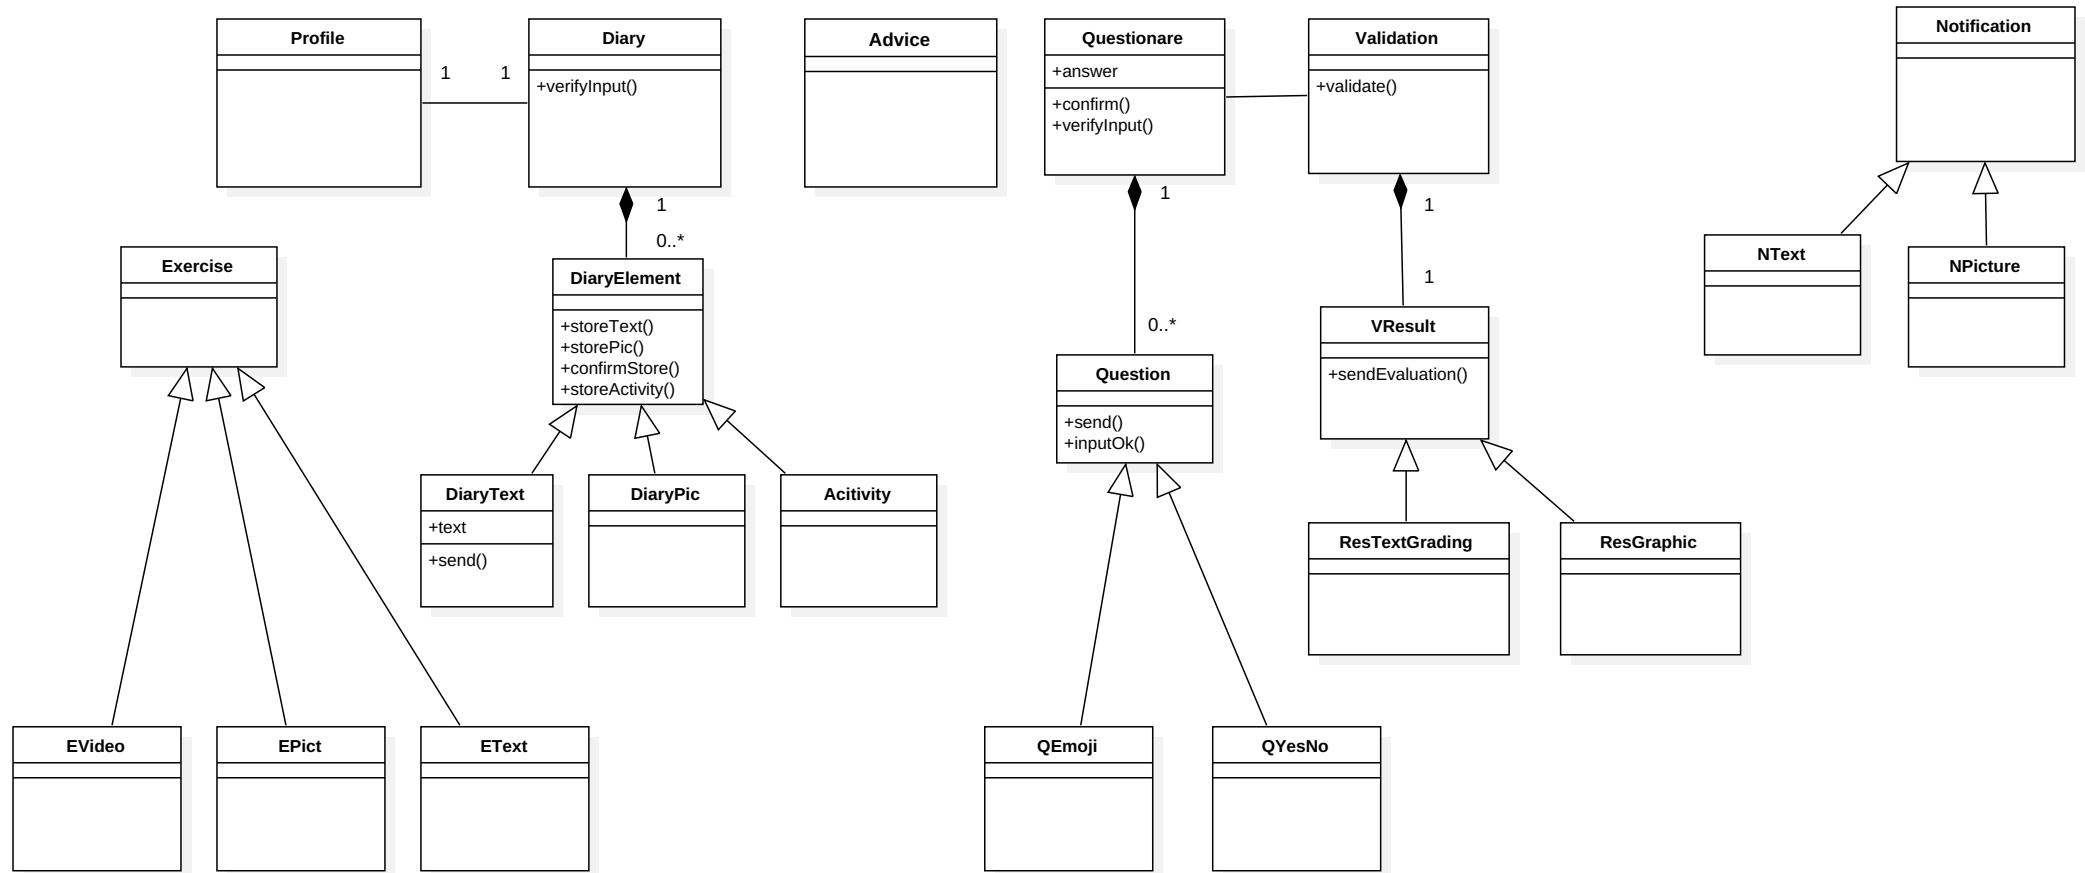 Profile
1
1
Diary
+verifyInput()
Advice
Questionare
+answer
+confirm()
+verifyInput()
Validation
+validate()
Notification
1
0..*
1
0..*
1
1
Exercise
DiaryElement
+storeText()
+storePic()
+confirmStore()
+storeActivity()
NText
NPicture
Question
+send()
+inputOk()
VResult
+sendEvaluation()
DiaryText
+text
+send()
DiaryPic
Acitivity
ResTextGrading
ResGraphic
EVideo
EPict
EText
QEmoji
QYesNo